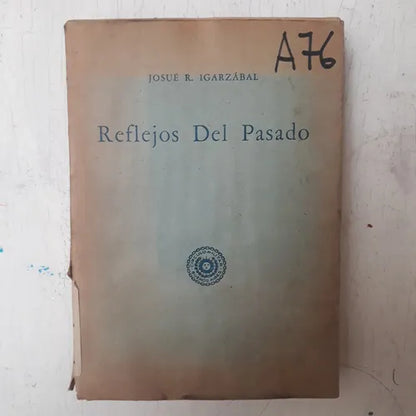 A76
JOSUÉ R. IGARZÁBAL
Reflejos Del Pasado